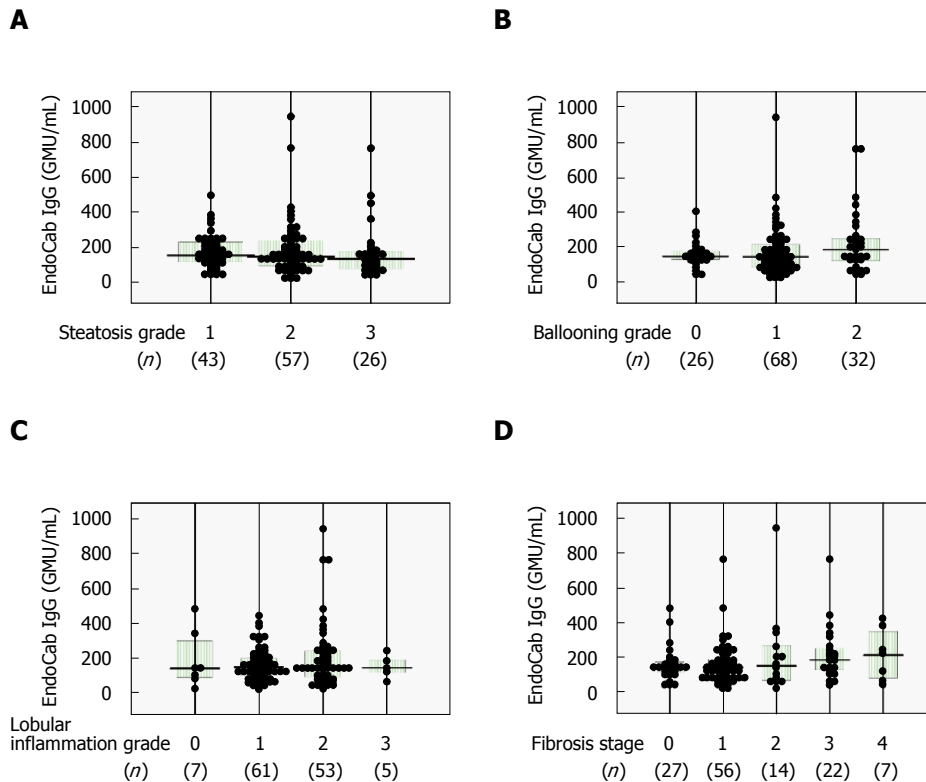 A
EndoCab IgG (GMU/mL)
1000
800
600
400
200
0
Steatosis grade 1 2 3
(n) (43) (57) (26)
B
EndoCab IgG (GMU/mL)
1000
800
600
400
200
0
Ballooning grade 0 1 2
(n) (26) (68) (32)
C
EndoCab IgG (GMU/mL)
1000
800
600
400
200
0
Lobular
inflammation grade 0 1 2 3
(n) (7) (61) (53) (5)
D
EndoCab IgG (GMU/mL)
1000
800
600
400
200
0
Fibrosis stage 0 1 2 3 4
(n) (27) (56) (14) (22) (7)